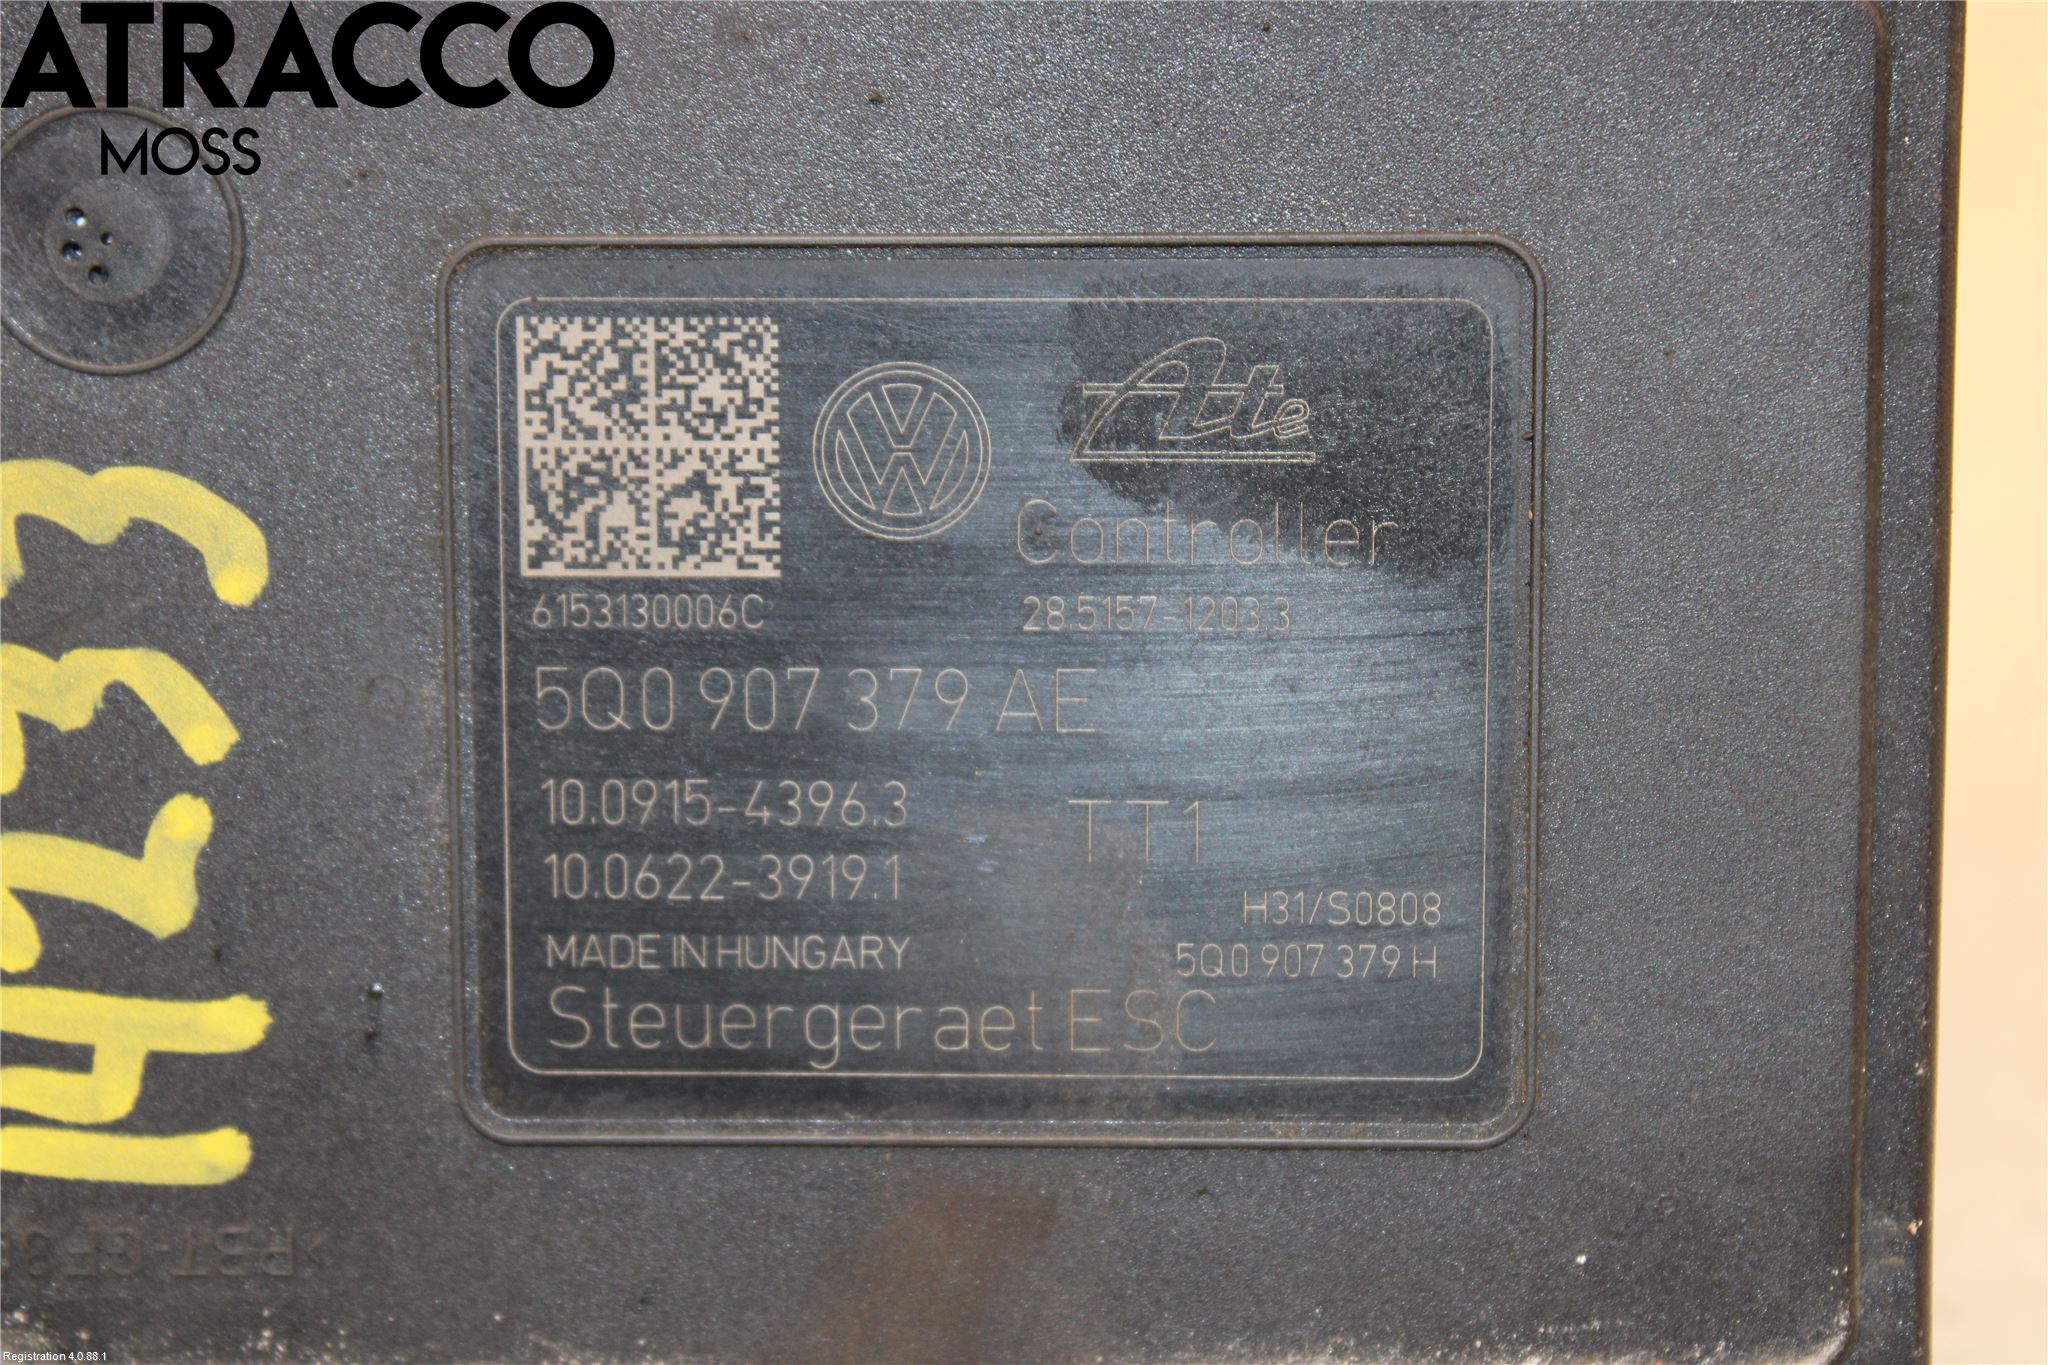 ATRACCO
MOSS
Ate
Controller
6153130006C
28.5157-1203.3
5Q0 907 379 AE
10.0915-4396.3
TT1
10.0622-3919.1
H31/S0808
MADE IN HUNGARY
5Q0 907 379 H
Steuergeraet ESC
Registration 4.0.88.1